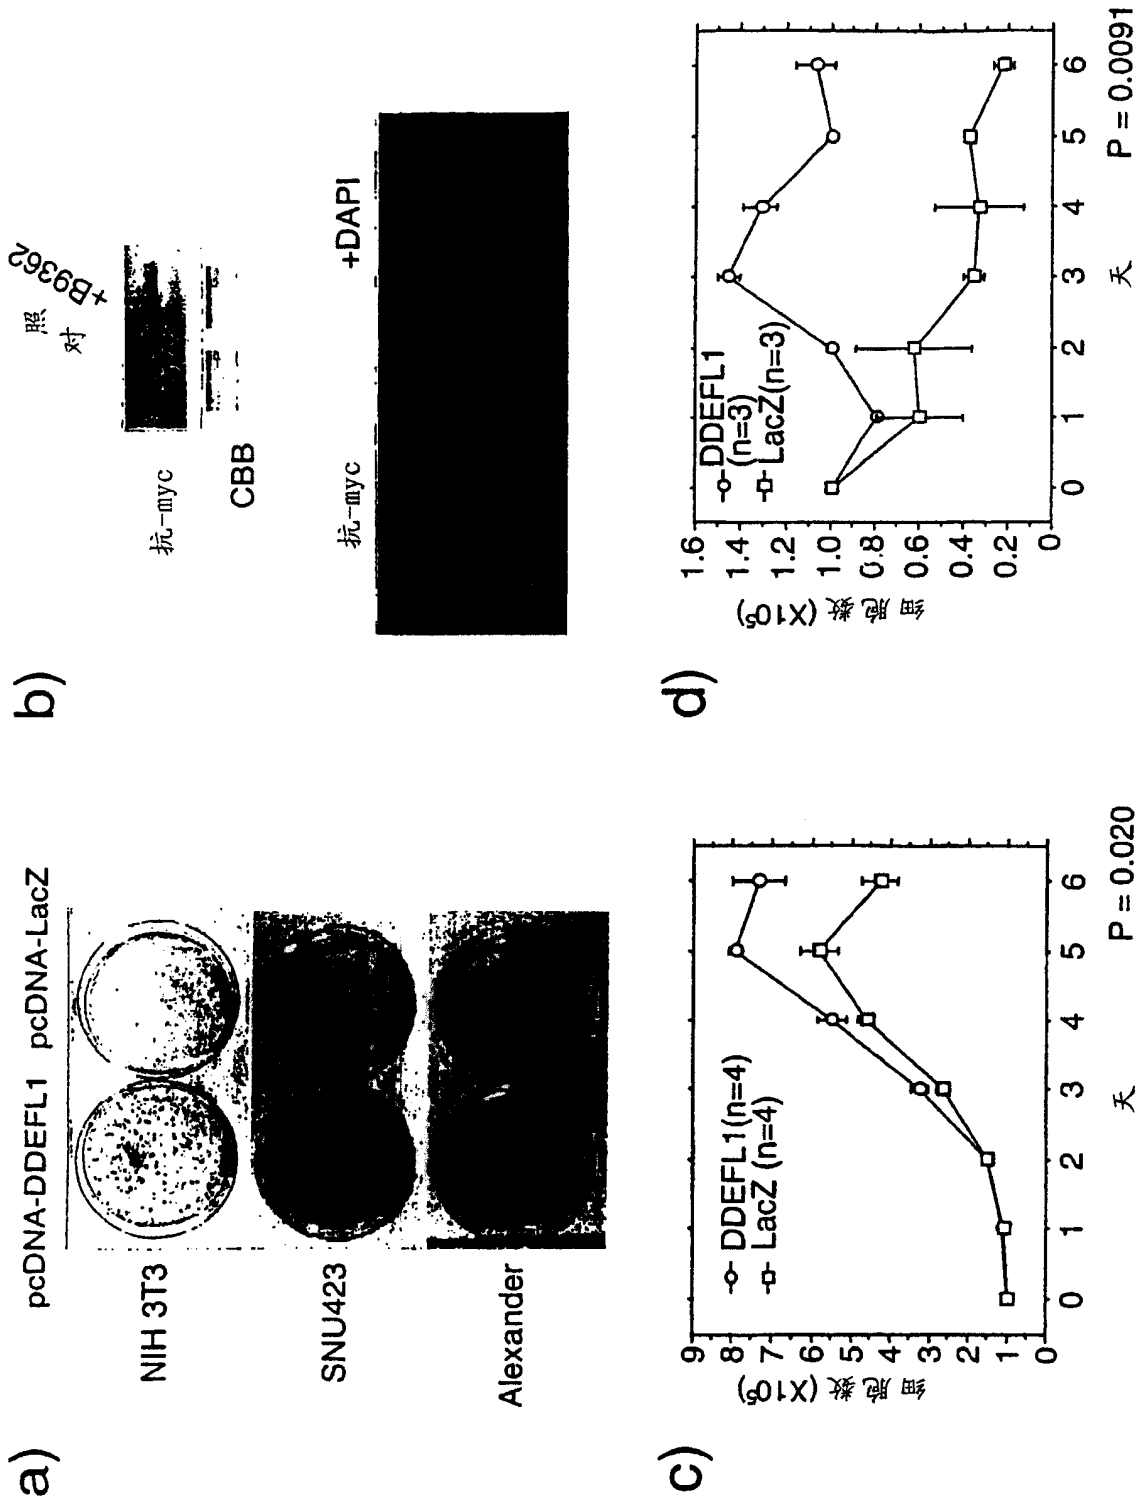 a)
pcDNA-DDEFL1 pcDNA-LacZ
NIH 3T3
SNU423
Alexander
b)
对照
+B9362
抗-myc
CBB
抗-myc
+DAPI
c)
细胞数 (X10⁵)
9
8
7
6
5
4
3
2
1
0
DDEFL1(n=4)
LacZ (n=4)
0 1 2 3 4 5 6
天
P = 0.020
d)
细胞数 (X10⁵)
1.6
1.4
1.2
1.0
0.8
0.6
0.4
0.2
0
DDEFL1
(n=3)
LacZ(n=3)
0 1 2 3 4 5 6
天
P = 0.0091